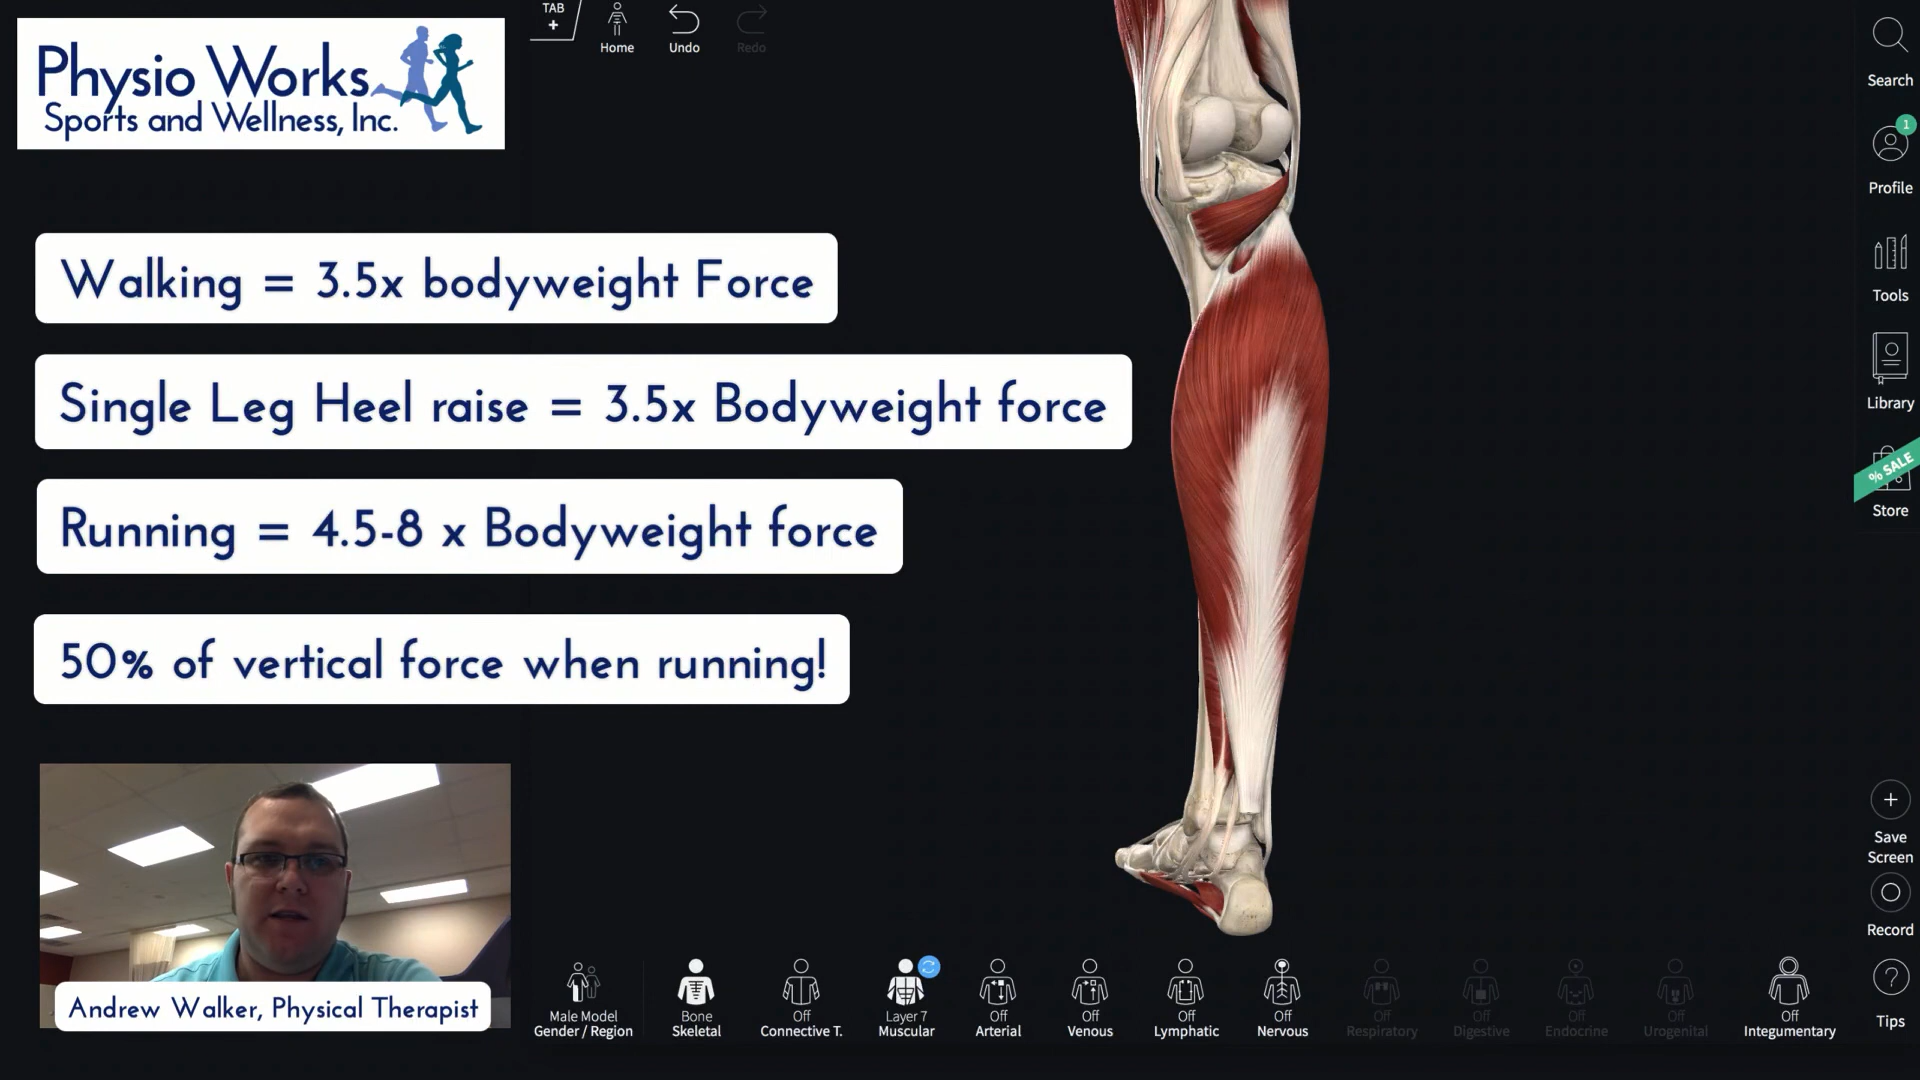 Physio Works
Sports and Wellness, Inc.
TAB
+
Home
Undo
Redo
Search
1
Profile
Tools
Library
% SALE
Store
Walking = 3.5x bodyweight Force
Single Leg Heel raise = 3.5x Bodyweight force
Running = 4.5-8 x Bodyweight force
50% of vertical force when running!
Andrew Walker, Physical Therapist
Male Model
Gender / Region
Bone
Skeletal
Off
Connective T.
Layer 7
Muscular
Off
Arterial
Off
Venous
Off
Lymphatic
Off
Nervous
Off
Respiratory
Off
Digestive
Off
Endocrine
Off
Urogenital
Off
Integumentary
Save
Screen
Record
?
Tips